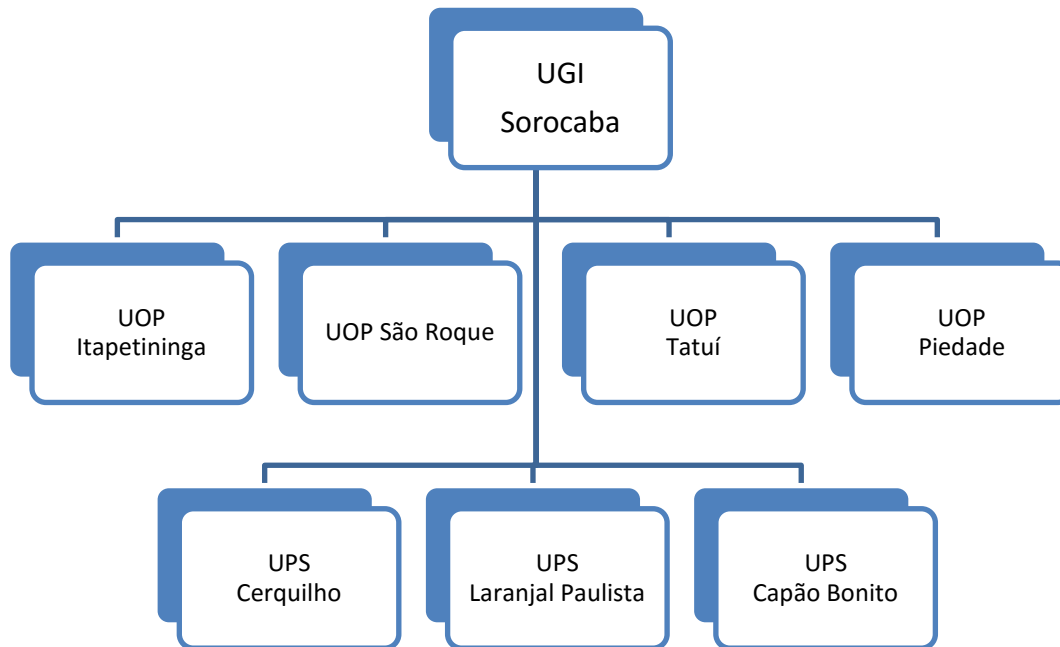 UGI
Sorocaba
UOP
Itapetininga
UOP São Roque
UOP
Tatuí
UOP
Piedade
UPS
Cerquilho
UPS
Laranjal Paulista
UPS
Capão Bonito